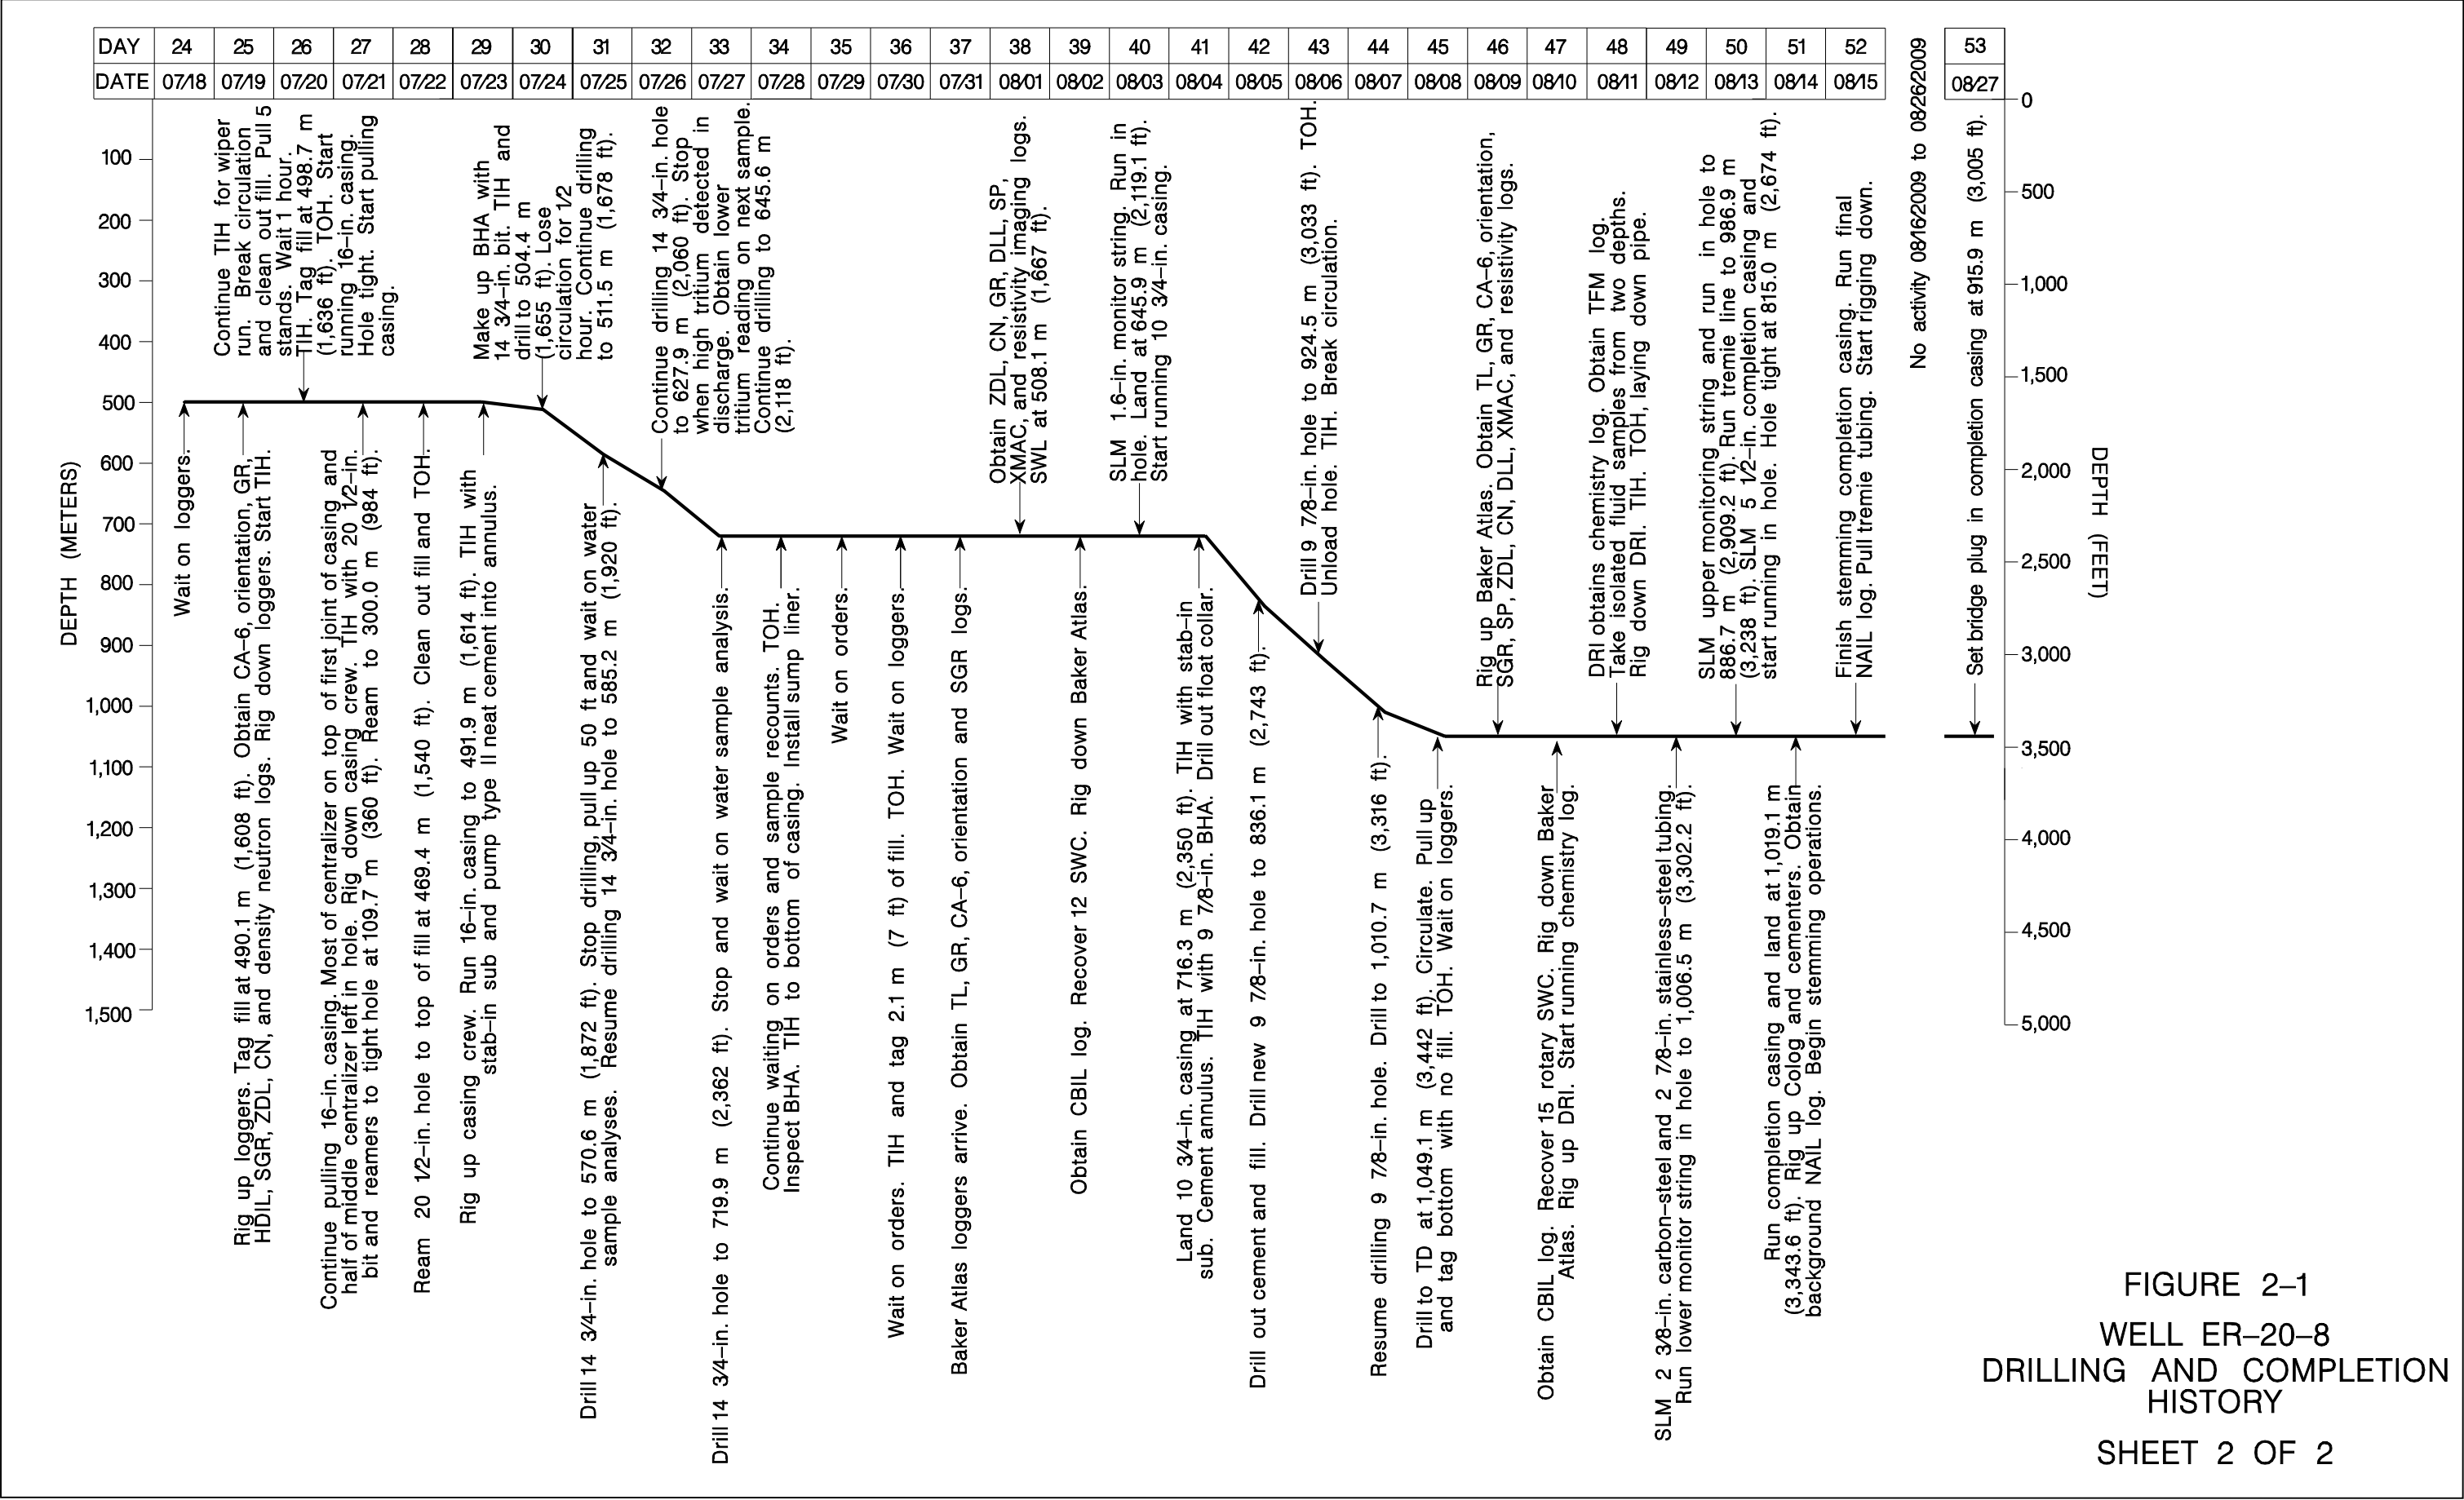 DAY 24 25 26 27 28 29 30 31 32 33 34 35 36 37 38 39 40 41 42 43 44 45 46 47 48 49 50 51 52 53
DATE 07/18 07/19 07/20 07/21 07/22 07/23 07/24 07/25 07/26 07/27 07/28 07/29 07/30 07/31 08/01 08/02 08/03 08/04 08/05 08/06 08/07 08/08 08/09 08/10 08/11 08/12 08/13 08/14 08/15 08/27
No activity 08/16/2009 to 08/26/2009
DEPTH (METERS)
100
200
300
400
500
600
700
800
900
1,000
1,100
1,200
1,300
1,400
1,500
Wait on loggers.
Rig up loggers. Tag fill at 490.1 m (1,608 ft). Obtain CA–6, orientation, GR,
HDIL, SGR, ZDL, CN, and density neutron logs. Rig down loggers. Start TIH.
Continue TIH for wiper
run. Break circulation
and clean out fill. Pull 5
stands. Wait 1 hour.
TIH. Tag fill at 498.7 m
(1,636 ft). TOH. Start
running 16–in. casing.
Hole tight. Start pulling
casing.
Continue pulling 16–in. casing. Most of centralizer on top of first joint of casing and
half of middle centralizer left in hole. Rig down casing crew. TIH with 20 1/2–in.
bit and reamers to tight hole at 109.7 m (360 ft). Ream to 300.0 m (984 ft).
Ream 20 1/2–in. hole to top of fill at 469.4 m (1,540 ft). Clean out fill and TOH.
Rig up casing crew. Run 16–in. casing to 491.9 m (1,614 ft). TIH with
stab–in sub and pump type II neat cement into annulus.
Make up BHA with
14 3/4–in. bit. TIH and
drill to 504.4 m
(1,655 ft). Lose
circulation for 1/2
hour. Continue drilling
to 511.5 m (1,678 ft).
Drill 14 3/4–in. hole to 570.6 m (1,872 ft). Stop drilling, pull up 50 ft and wait on water
sample analyses. Resume drilling 14 3/4–in. hole to 585.2 m (1,920 ft).
Continue drilling 14 3/4–in. hole
to 627.9 m (2,060 ft). Stop
when high tritium detected in
discharge. Obtain lower
tritium reading on next sample.
Continue drilling to 645.6 m
(2,118 ft).
Drill 14 3/4–in. hole to 719.9 m (2,362 ft). Stop and wait on water sample analysis.
Continue waiting on orders and sample recounts. TOH.
Inspect BHA. TIH to bottom of casing. Install sump liner.
Wait on orders.
Wait on orders. TIH and tag 2.1 m (7 ft) of fill. TOH. Wait on loggers.
Baker Atlas loggers arrive. Obtain TL, GR, CA–6, orientation and SGR logs.
Obtain ZDL, CN, GR, DLL, SP,
XMAC, and resistivity imaging logs.
SWL at 508.1 m (1,667 ft).
Obtain CBIL log. Recover 12 SWC. Rig down Baker Atlas.
SLM 1.6–in. monitor string. Run in
hole. Land at 645.9 m (2,119.1 ft).
Start running 10 3/4–in. casing.
Land 10 3/4–in. casing at 716.3 m (2,350 ft). TIH with stab–in
sub. Cement annulus. TIH with 9 7/8–in. BHA. Drill out float collar.
Drill out cement and fill. Drill new 9 7/8–in. hole to 836.1 m (2,743 ft).
Drill 9 7/8–in. hole to 924.5 m (3,033 ft). TOH.
Unload hole. TIH. Break circulation.
Resume drilling 9 7/8–in. hole. Drill to 1,010.7 m (3,316 ft).
Drill to TD at 1,049.1 m (3,442 ft). Circulate. Pull up
and tag bottom with no fill. TOH. Wait on loggers.
Rig up Baker Atlas. Obtain TL, GR, CA–6, orientation,
SGR, SP, ZDL, CN, DLL, XMAC, and resistivity logs.
Obtain CBIL log. Recover 15 rotary SWC. Rig down Baker
Atlas. Rig up DRI. Start running chemistry log.
DRI obtains chemistry log. Obtain TFM log.
Take isolated fluid samples from two depths.
Rig down DRI. TIH. TOH, laying down pipe.
SLM 2 3/8–in. carbon–steel and 2 7/8–in. stainless–steel tubing.
Run lower monitor string in hole to 1,006.5 m (3,302.2 ft).
SLM upper monitoring string and run in hole to
886.7 m (2,909.2 ft). Run tremie line to 986.9 m
(3,238 ft). SLM 5 1/2–in. completion casing and
start running in hole. Hole tight at 815.0 m (2,674 ft).
Run completion casing and land at 1,019.1 m
(3,343.6 ft). Rig up Colog and cementers. Obtain
background NAIL log. Begin stemming operations.
Finish stemming completion casing. Run final
NAIL log. Pull tremie tubing. Start rigging down.
Set bridge plug in completion casing at 915.9 m (3,005 ft).
0
500
1,000
1,500
2,000
2,500
3,000
3,500
4,000
4,500
5,000
DEPTH (FEET)
FIGURE 2–1
WELL ER–20–8
DRILLING AND COMPLETION
HISTORY
SHEET 2 OF 2